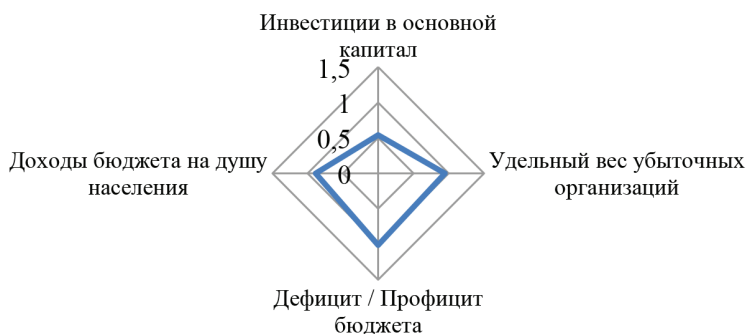 Инвестиции в основной
капитал
1,5
1
0,5
0
Доходы бюджета на душу
населения
Удельный вес убыточных
организаций
Дефицит / Профицит
бюджета